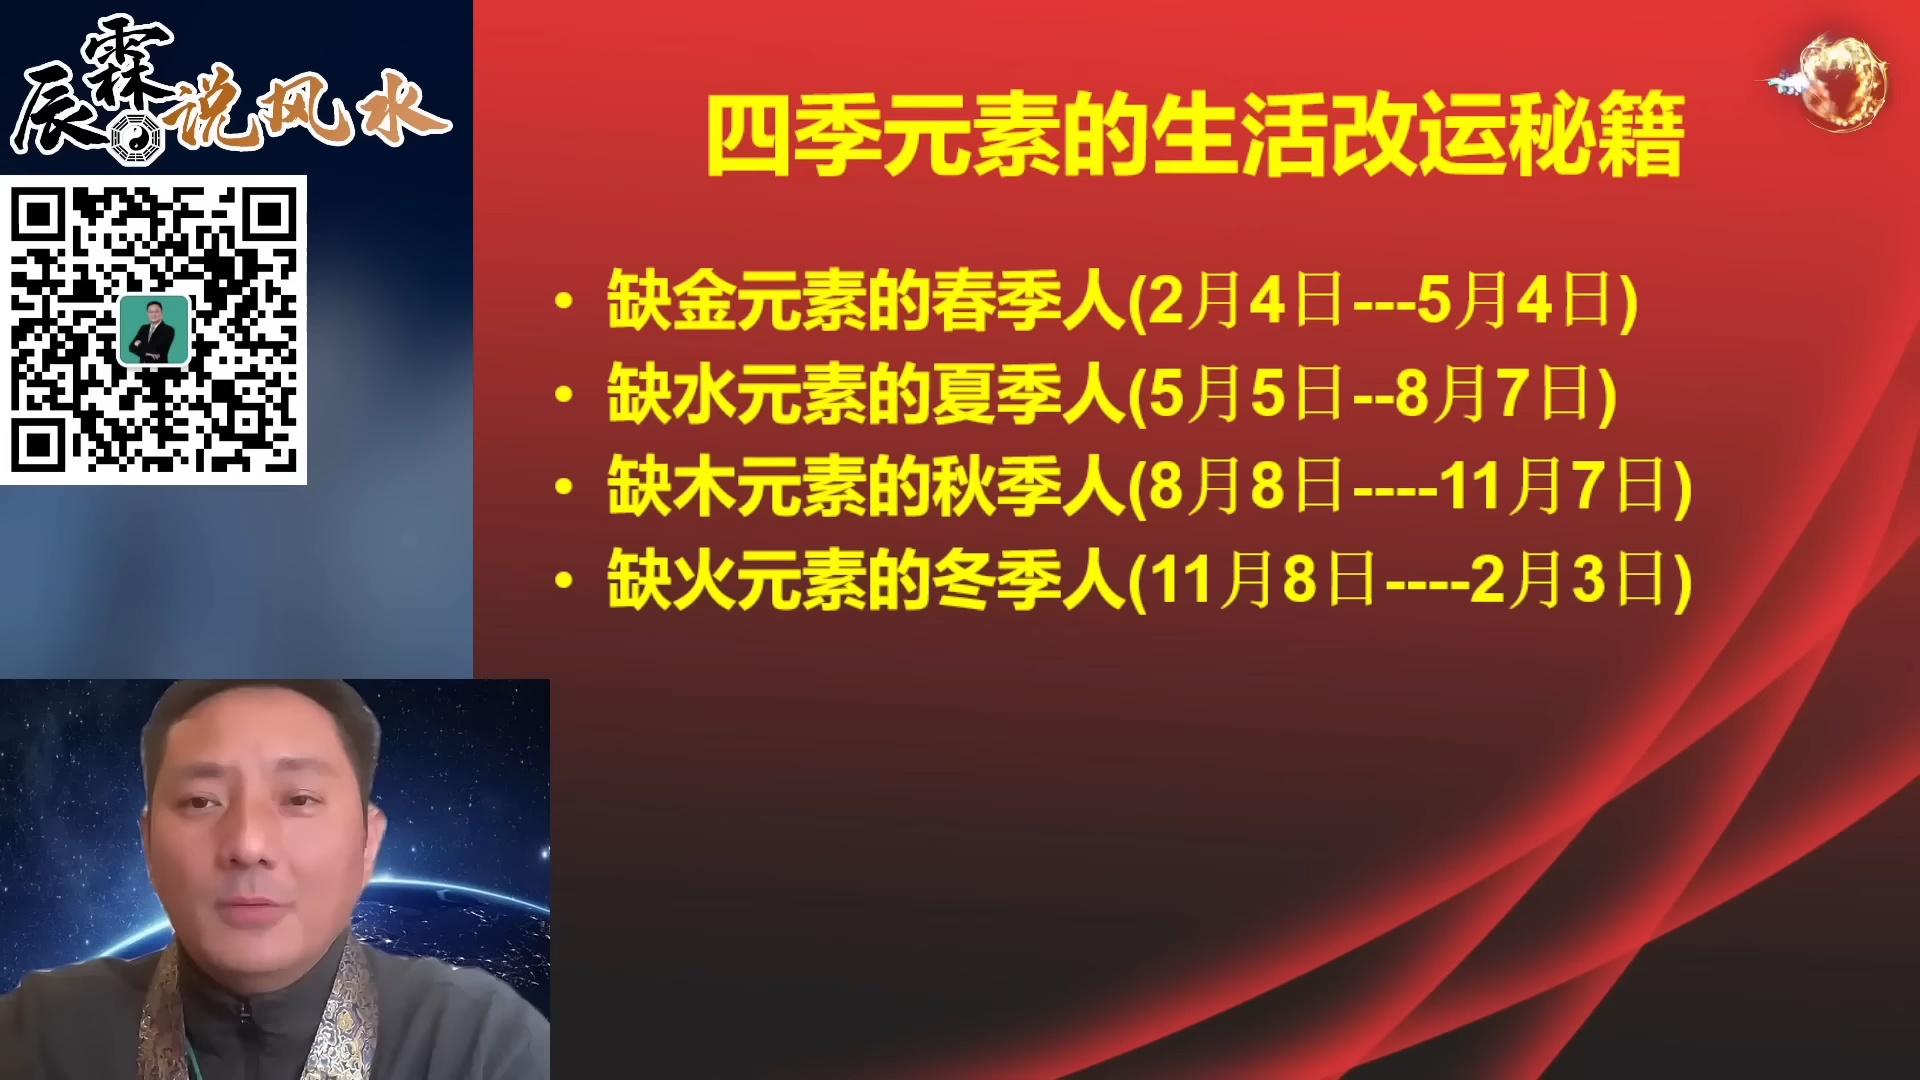 辰霖说风水
四季元素的生活改运秘籍
• 缺金元素的春季人(2月4日---5月4日)
• 缺水元素的夏季人(5月5日--8月7日)
• 缺木元素的秋季人(8月8日----11月7日)
• 缺火元素的冬季人(11月8日----2月3日)